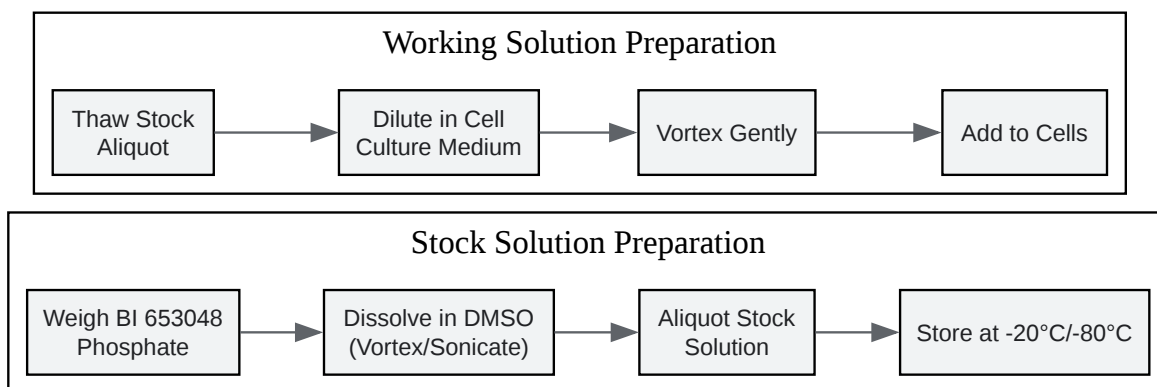 Working Solution Preparation
Thaw Stock
Aliquot
Dilute in Cell
Culture Medium
Vortex Gently
Add to Cells
Stock Solution Preparation
Weigh BI 653048
Phosphate
Dissolve in DMSO
(Vortex/Sonicate)
Aliquot Stock
Solution
Store at -20°C/-80°C